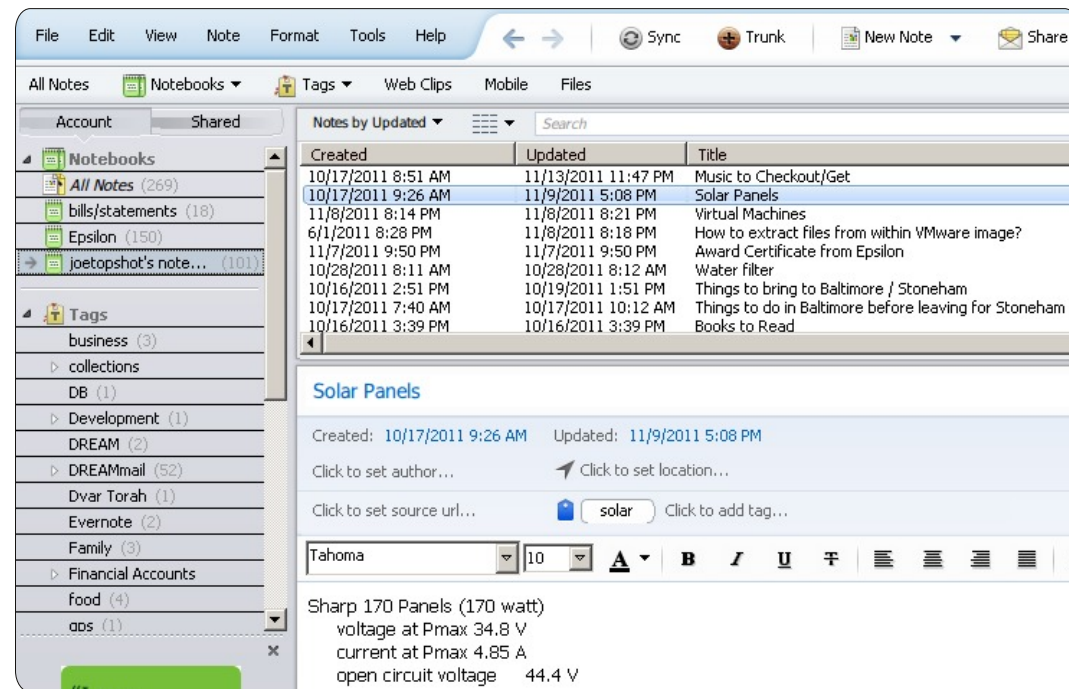 File Edit View Note Format Tools Help Sync Trunk New Note Share
All Notes Notebooks Tags Web Clips Mobile Files
Account Shared
Notebooks
All Notes (269)
bills/statements (18)
Epsilon (150)
joetopshot's note... (101)
Tags
business (3)
collections
DB (1)
Development (1)
DREAM (2)
DREAMmail (52)
Dvar Torah (1)
Evernote (2)
Family (3)
Financial Accounts
food (4)
gps (1)
Notes by Updated Search
Created Updated Title
10/17/2011 8:51 AM 11/13/2011 11:47 PM Music to Checkout/Get
10/17/2011 9:26 AM 11/9/2011 5:08 PM Solar Panels
11/8/2011 8:14 PM 11/8/2011 8:21 PM Virtual Machines
6/1/2011 8:28 PM 11/8/2011 8:18 PM How to extract files from within VMware image?
11/7/2011 9:50 PM 11/7/2011 9:50 PM Award Certificate from Epsilon
10/28/2011 8:11 AM 10/28/2011 8:12 AM Water filter
10/16/2011 2:51 PM 10/19/2011 1:51 PM Things to bring to Baltimore / Stoneham
10/17/2011 7:40 AM 10/17/2011 10:12 AM Things to do in Baltimore before leaving for Stoneham
10/16/2011 3:39 PM 10/16/2011 3:39 PM Books to Read
Solar Panels
Created: 10/17/2011 9:26 AM Updated: 11/9/2011 5:08 PM
Click to set author... Click to set location...
Click to set source url... solar Click to add tag...
Tahoma 10 A B I U T
Sharp 170 Panels (170 watt)
voltage at Pmax 34.8 V
current at Pmax 4.85 A
open circuit voltage 44.4 V